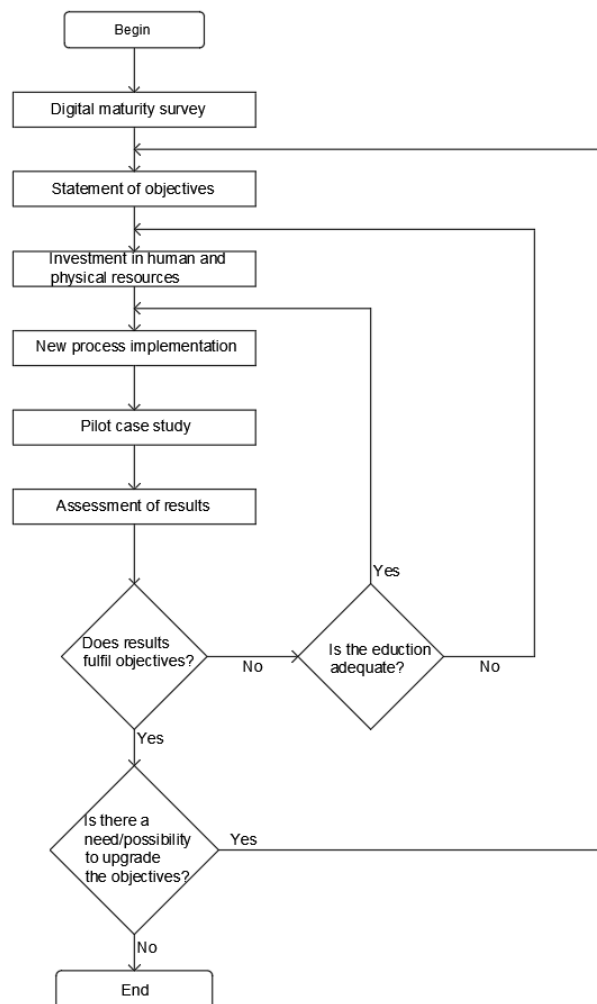 Begin
Digital maturity survey
Statement of objectives
Investment in human and
physical resources
New process implementation
Pilot case study
Assessment of results
Yes
Does results
fulfil objectives?
No
Is the eduction
adequate?
No
Yes
Is there a
need/possibility
to upgrade
the objectives?
Yes
No
End